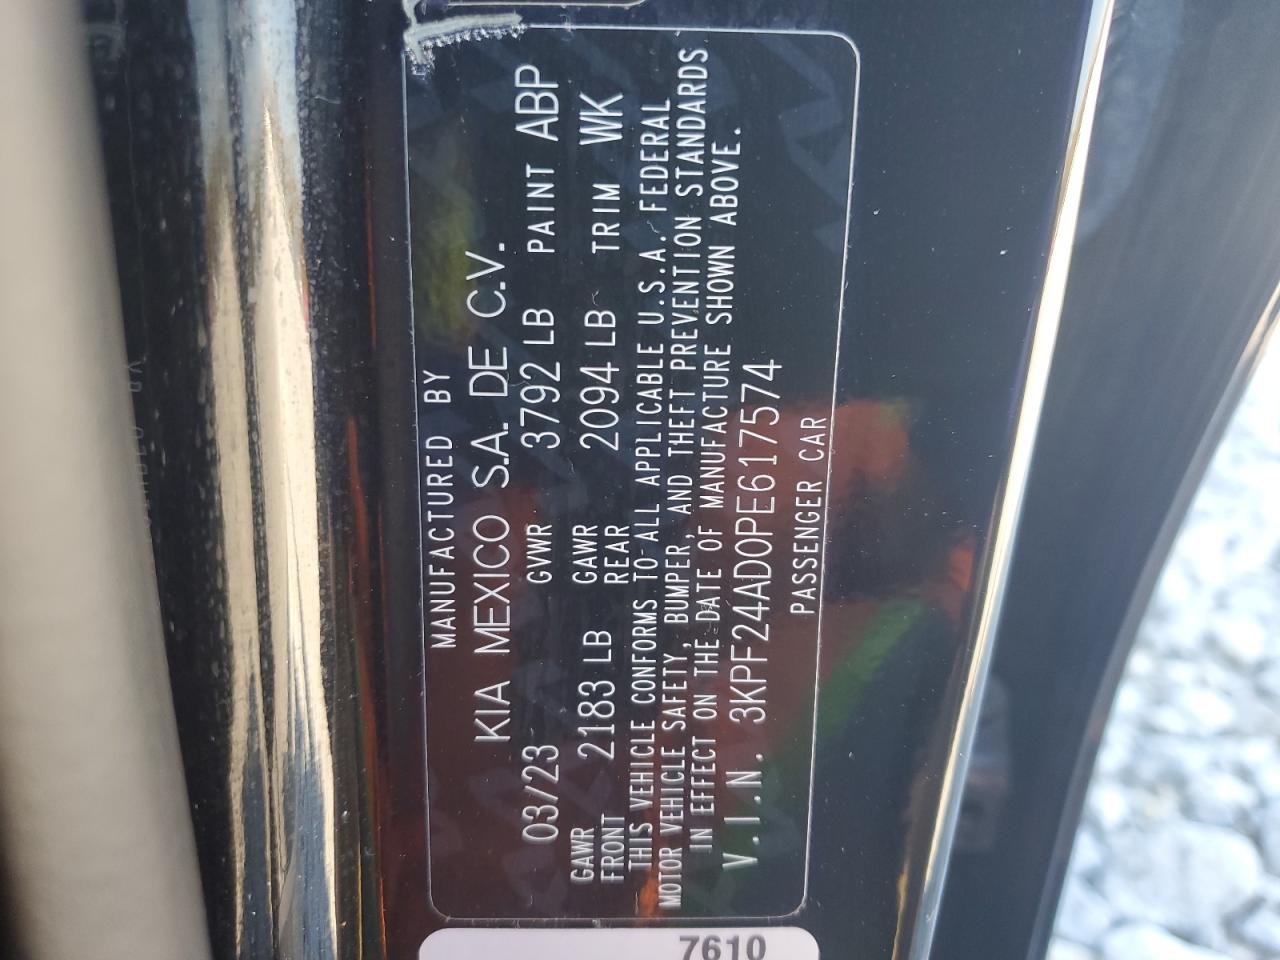 MANUFACTURED BY
KIA MEXICO S.A. DE C.V.
03/23 GVWR 3792 LB PAINT ABP
GAWR FRONT 2183 LB GAWR REAR 2094 LB TRIM WK
THIS VEHICLE CONFORMS TO ALL APPLICABLE U.S.A. FEDERAL
MOTOR VEHICLE SAFETY, BUMPER, AND THEFT PREVENTION STANDARDS
IN EFFECT ON THE DATE OF MANUFACTURE SHOWN ABOVE.
V.I.N. 3KPF24AD0PE617574
PASSENGER CAR
7610